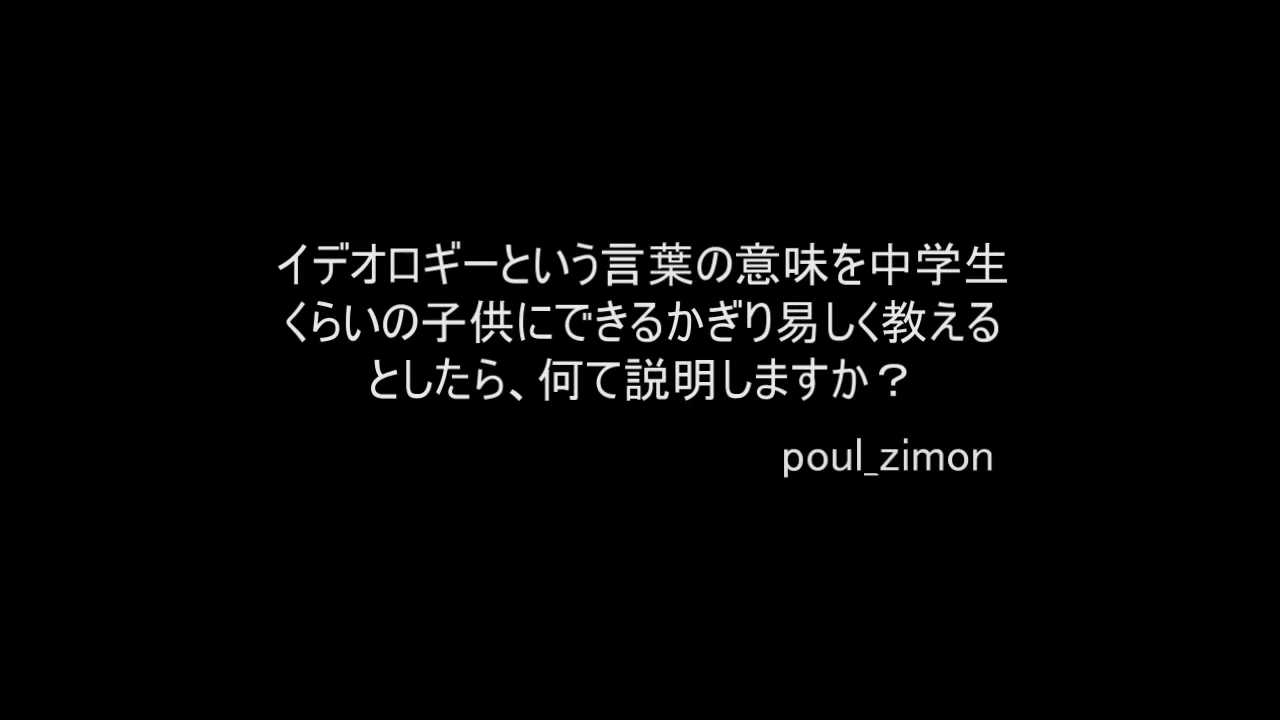 イデオロギーという言葉の意味を中学生
くらいの子供にできるかぎり易しく教える
としたら、何て説明しますか？
poul_zimon